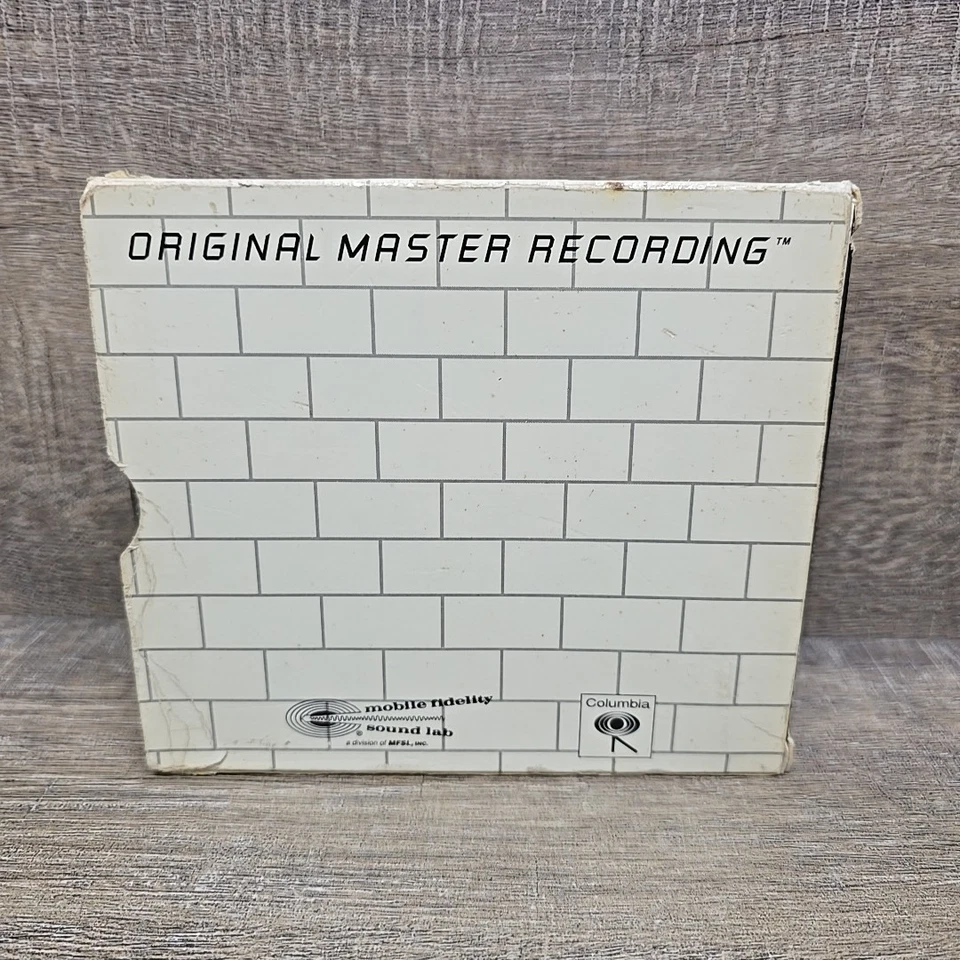 ORIGINAL MASTER RECORDING™
mobile fidelity
sound lab
®
a division of MFSL, INC.
Columbia